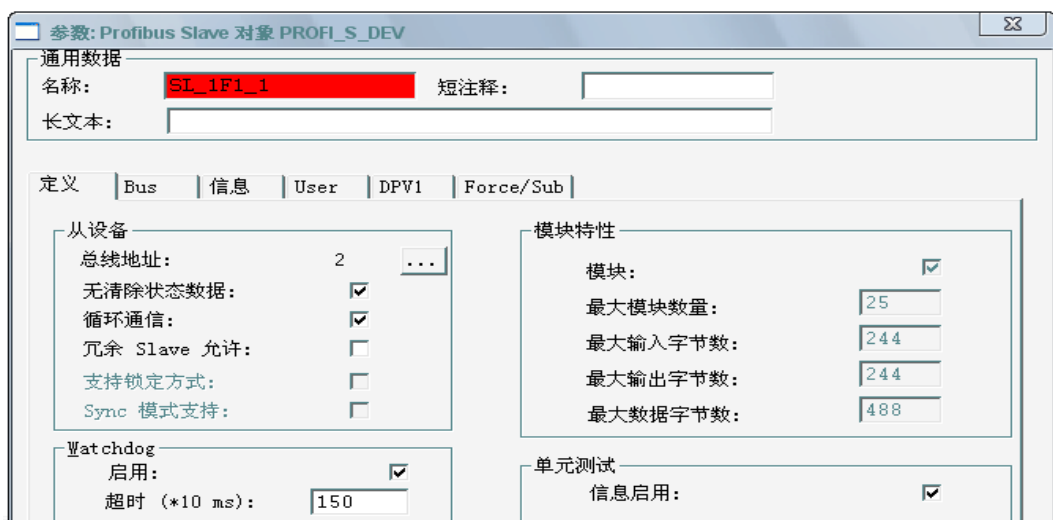 参数: Profibus Slave 对象 PROFI_S_DEV
通用数据
名称: SL_1F1_1 短注释:
长文本:
定义 Bus 信息 User DPV1 Force/Sub
从设备
总线地址: 2 ...
无清除状态数据:
循环通信:
冗余 Slave 允许:
支持锁定方式:
Sync 模式支持:
模块特性
模块:
最大模块数量: 25
最大输入字节数: 244
最大输出字节数: 244
最大数据字节数: 488
Watchdog
启用:
超时 (*10 ms): 150
单元测试
信息启用: